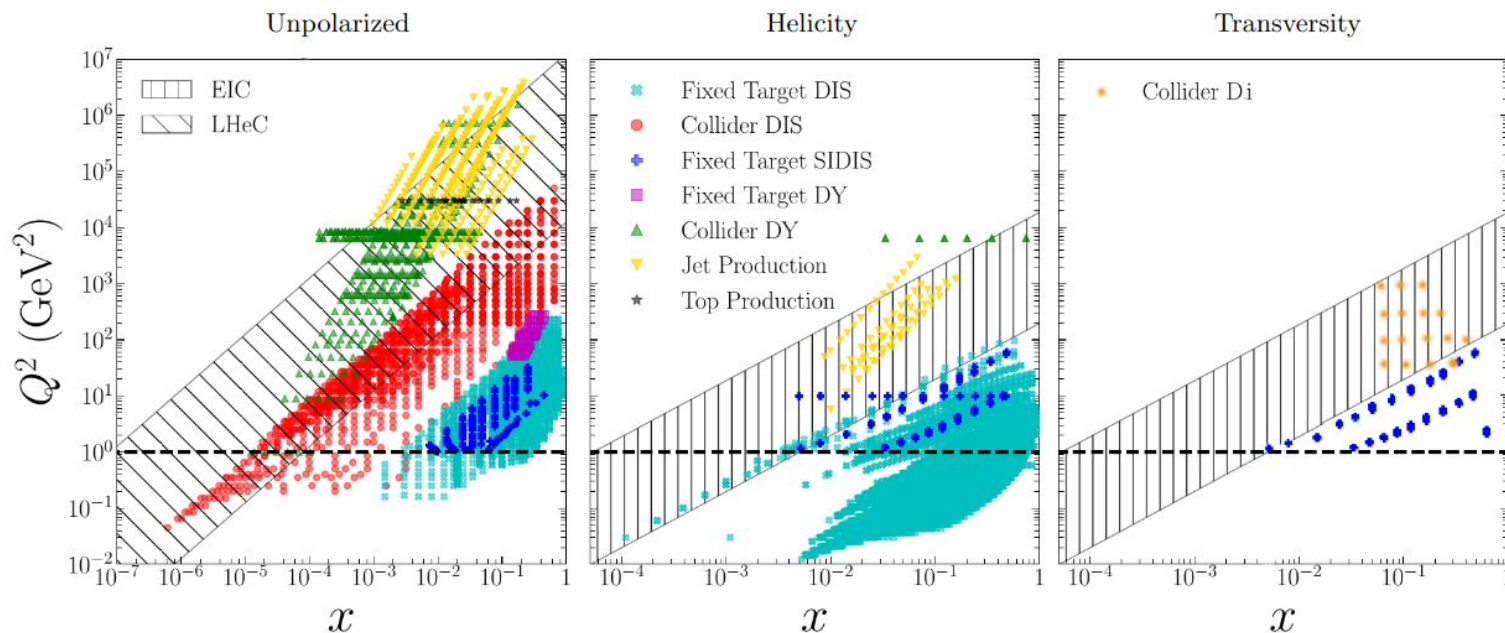 Unpolarized
Helicity
Transversity
Q² (GeV²)
10⁷
10⁶
10⁵
10⁴
10³
10²
10¹
10⁰
10⁻¹
10⁻²
EIC
LHeC
10⁻⁷ 10⁻⁶ 10⁻⁵ 10⁻⁴ 10⁻³ 10⁻² 10⁻¹ 1
x
Fixed Target DIS
Collider DIS
Fixed Target SIDIS
Fixed Target DY
Collider DY
Jet Production
Top Production
10⁻⁴ 10⁻³ 10⁻² 10⁻¹ 1
x
Collider Di
10⁻⁴ 10⁻² 10⁻¹ 1
x